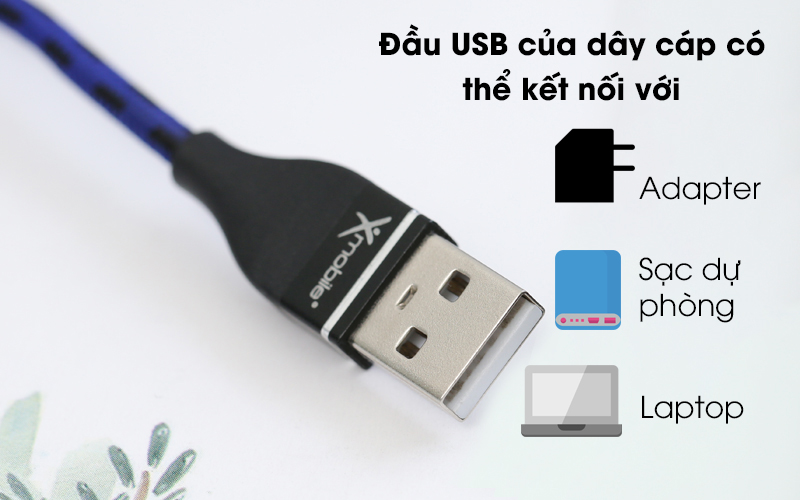 Đầu USB của dây cáp có
thể kết nối với
Adapter
Sạc dự
phòng
Laptop
Xmobile